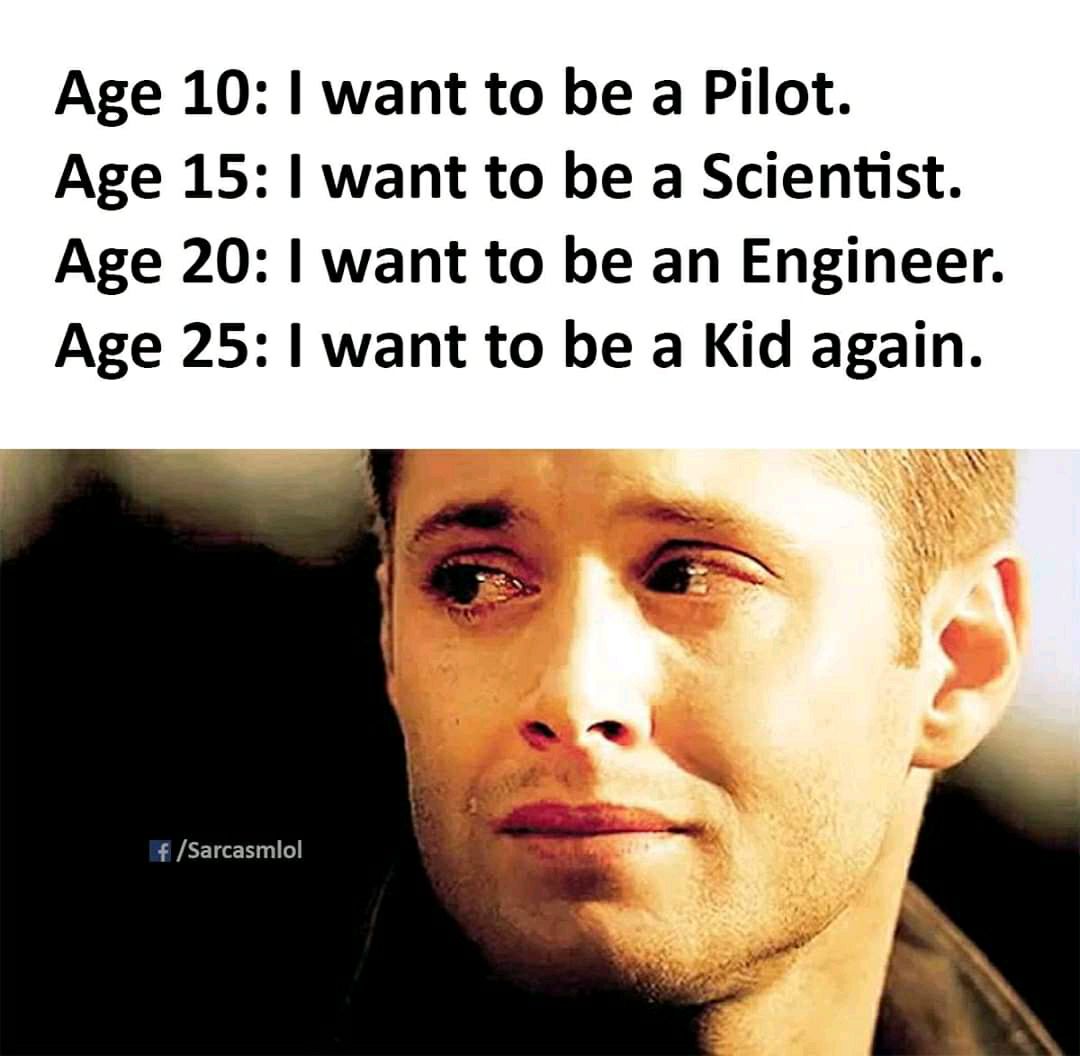 Age 10: I want to be a Pilot.
Age 15: I want to be a Scientist.
Age 20: I want to be an Engineer.
Age 25: I want to be a Kid again.
f /Sarcasmlol